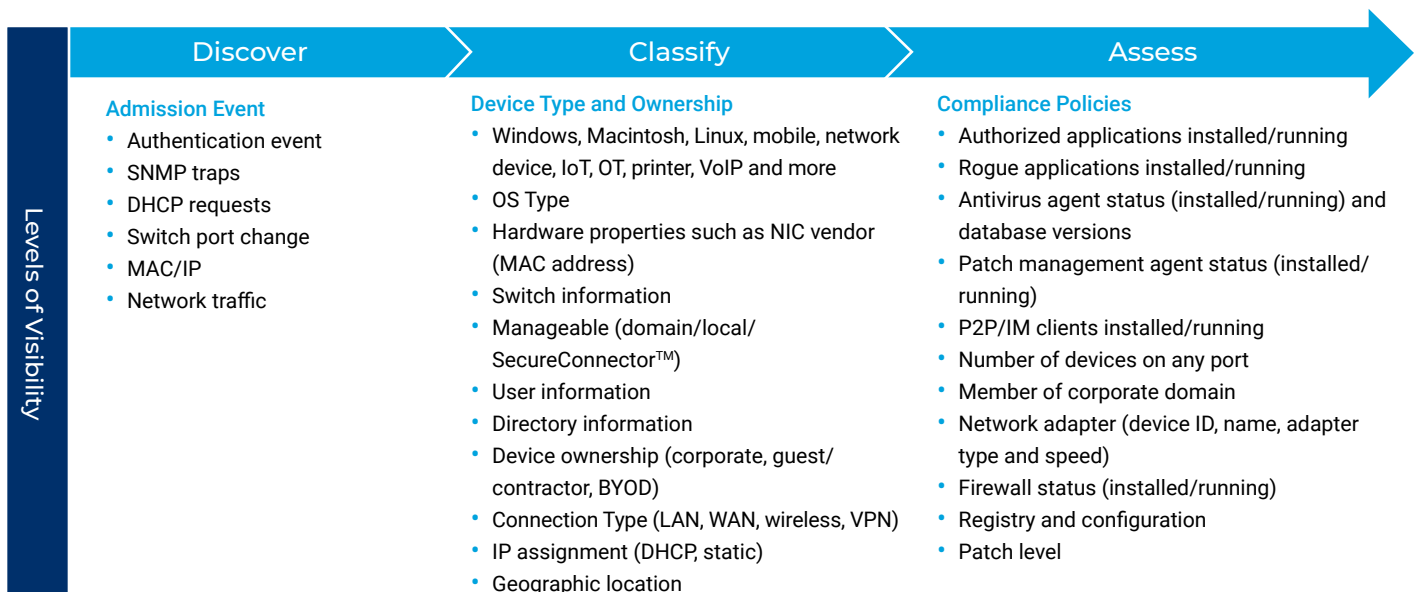 Levels of Visibility
Discover
Classify
Assess
Admission Event
• Authentication event
• SNMP traps
• DHCP requests
• Switch port change
• MAC/IP
• Network traffic
Device Type and Ownership
• Windows, Macintosh, Linux, mobile, network
device, IoT, OT, printer, VoIP and more
• OS Type
• Hardware properties such as NIC vendor
(MAC address)
• Switch information
• Manageable (domain/local/
SecureConnector™)
• User information
• Directory information
• Device ownership (corporate, guest/
contractor, BYOD)
• Connection Type (LAN, WAN, wireless, VPN)
• IP assignment (DHCP, static)
• Geographic location
Compliance Policies
• Authorized applications installed/running
• Rogue applications installed/running
• Antivirus agent status (installed/running) and
database versions
• Patch management agent status (installed/
running)
• P2P/IM clients installed/running
• Number of devices on any port
• Member of corporate domain
• Network adapter (device ID, name, adapter
type and speed)
• Firewall status (installed/running)
• Registry and configuration
• Patch level